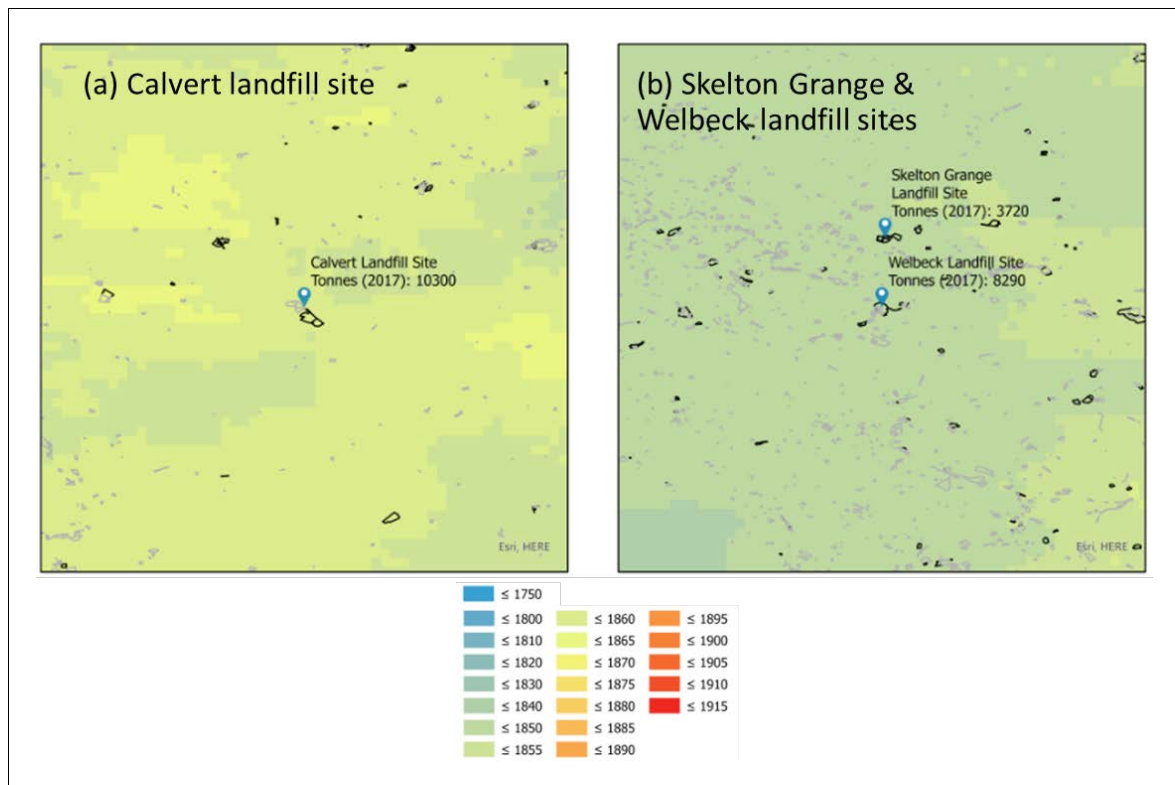 (a) Calvert landfill site
Calvert Landfill Site
Tonnes (2017): 10300
Esri, HERE
(b) Skelton Grange &
Welbeck landfill sites
Skelton Grange
Landfill Site
Tonnes (2017): 3720
Welbeck Landfill Site
Tonnes (2017): 8290
Esri, HERE
≤ 1750
≤ 1800
≤ 1810
≤ 1820
≤ 1830
≤ 1840
≤ 1850
≤ 1855
≤ 1860
≤ 1865
≤ 1870
≤ 1875
≤ 1880
≤ 1885
≤ 1890
≤ 1895
≤ 1900
≤ 1905
≤ 1910
≤ 1915